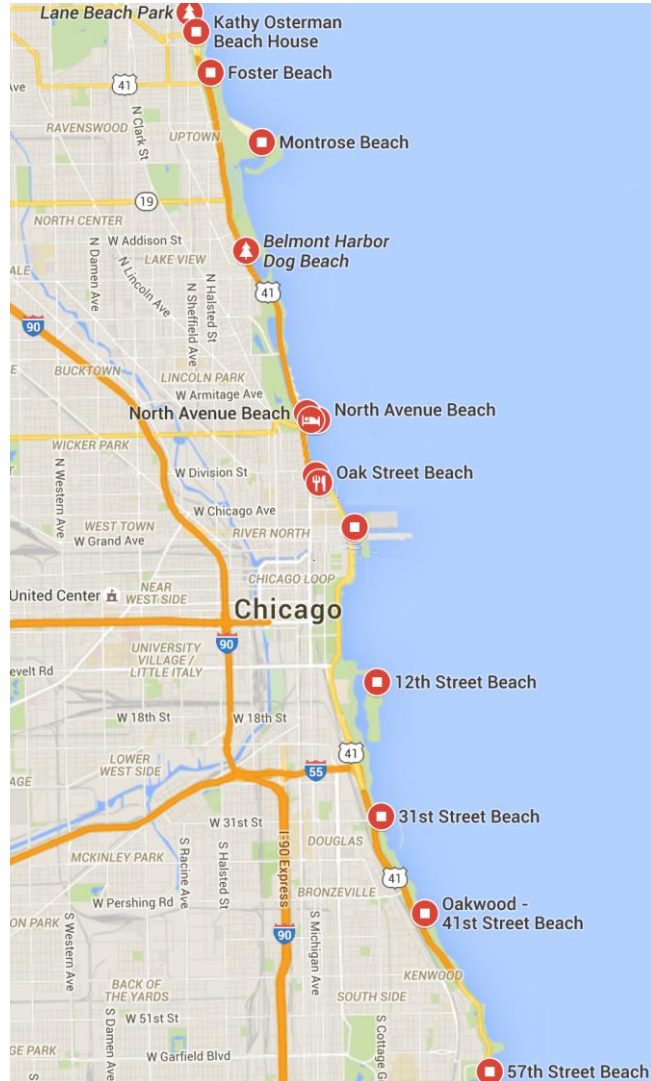 Lane Beach Park
Kathy Osterman
Beach House
Foster Beach
41
Ave
RAVENSWOOD
N Clark St
UPTOWN
Montrose Beach
19
NORTH CENTER
W Addison St
Belmont Harbor
Dog Beach
LAKE VIEW
N Damen Ave
N Lincoln Ave
N Sheffield Ave
N Halsted St
41
90
BUCKTOWN
LINCOLN PARK
W Armitage Ave
North Avenue Beach
North Avenue Beach
WICKER PARK
N Western Ave
N Damen Ave
W Division St
Oak Street Beach
W Chicago Ave
WEST TOWN
RIVER NORTH
W Grand Ave
CHICAGO LOOP
United Center
NEAR
WEST SIDE
Chicago
90
UNIVERSITY
VILLAGE /
LITTLE ITALY
evelt Rd
12th Street Beach
W 18th St
W 18th St
41
LOWER
WEST SIDE
55
AGE
W 31st St
31st Street Beach
DOUGLAS
MCKINLEY PARK
S Racine Ave
S Halsted St
I-90 Express
41
BRONZEVILLE
W Pershing Rd
Oakwood -
41st Street Beach
ON PARK
S Western Ave
90
S Michigan Ave
KENWOOD
BACK OF
THE YARDS
SOUTH SIDE
S Damen Ave
W 51st St
S Cottage G
GE PARK
W Garfield Blvd
57th Street Beach